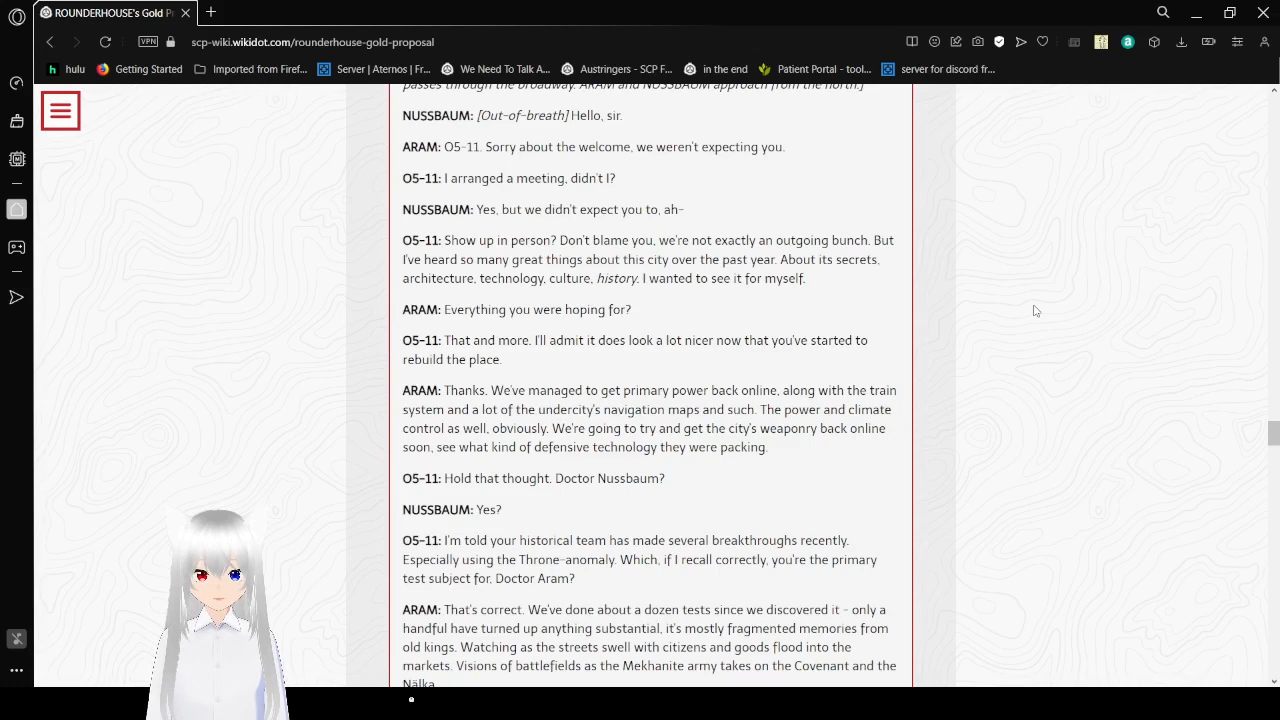 ROUNDERHOUSE's Gold P
scp-wiki.wikidot.com/rounderhouse-gold-proposal
VPN
hulu
Getting Started
Imported from Firef...
Server | Aternos | Fr...
We Need To Talk A...
Austringers - SCP F...
in the end
Patient Portal - tool...
server for discord fr...
passes through the broadway. ARAM and NUSSBAUM approach from the north.]
NUSSBAUM: [Out-of-breath] Hello, sir.
ARAM: O5-11. Sorry about the welcome, we weren't expecting you.
O5-11: I arranged a meeting, didn't I?
NUSSBAUM: Yes, but we didn't expect you to, ah-
O5-11: Show up in person? Don't blame you, we're not exactly an outgoing bunch. But
I've heard so many great things about this city over the past year. About its secrets,
architecture, technology, culture, history. I wanted to see it for myself.
ARAM: Everything you were hoping for?
O5-11: That and more. I'll admit it does look a lot nicer now that you've started to
rebuild the place.
ARAM: Thanks. We've managed to get primary power back online, along with the train
system and a lot of the undercity's navigation maps and such. The power and climate
control as well, obviously. We're going to try and get the city's weaponry back online
soon, see what kind of defensive technology they were packing.
O5-11: Hold that thought. Doctor Nussbaum?
NUSSBAUM: Yes?
O5-11: I'm told your historical team has made several breakthroughs recently.
Especially using the Throne-anomaly. Which, if I recall correctly, you're the primary
test subject for, Doctor Aram?
ARAM: That's correct. We've done about a dozen tests since we discovered it - only a
handful have turned up anything substantial, it's mostly fragmented memories from
old kings. Watching as the streets swell with citizens and goods flood into the
markets. Visions of battlefields as the Mekhanite army takes on the Covenant and the
Nälka.